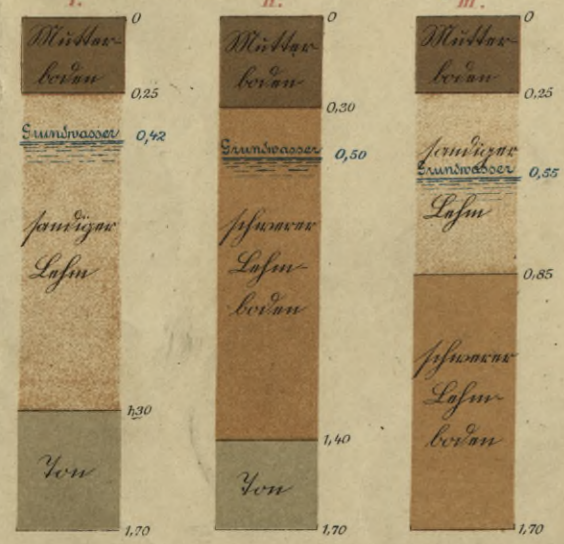 I.
Mutter-
boden
Grundwasser
sandiger
Lehm
Ton
0
0,25
0,42
1,30
1,70
II.
Mutter-
boden
Grundwasser
schwerer
Lehm-
boden
Ton
0
0,30
0,50
1,40
1,70
III.
Mutter-
boden
sandiger
Grundwasser
Lehm
schwerer
Lehm-
boden
0
0,25
0,55
0,85
1,70